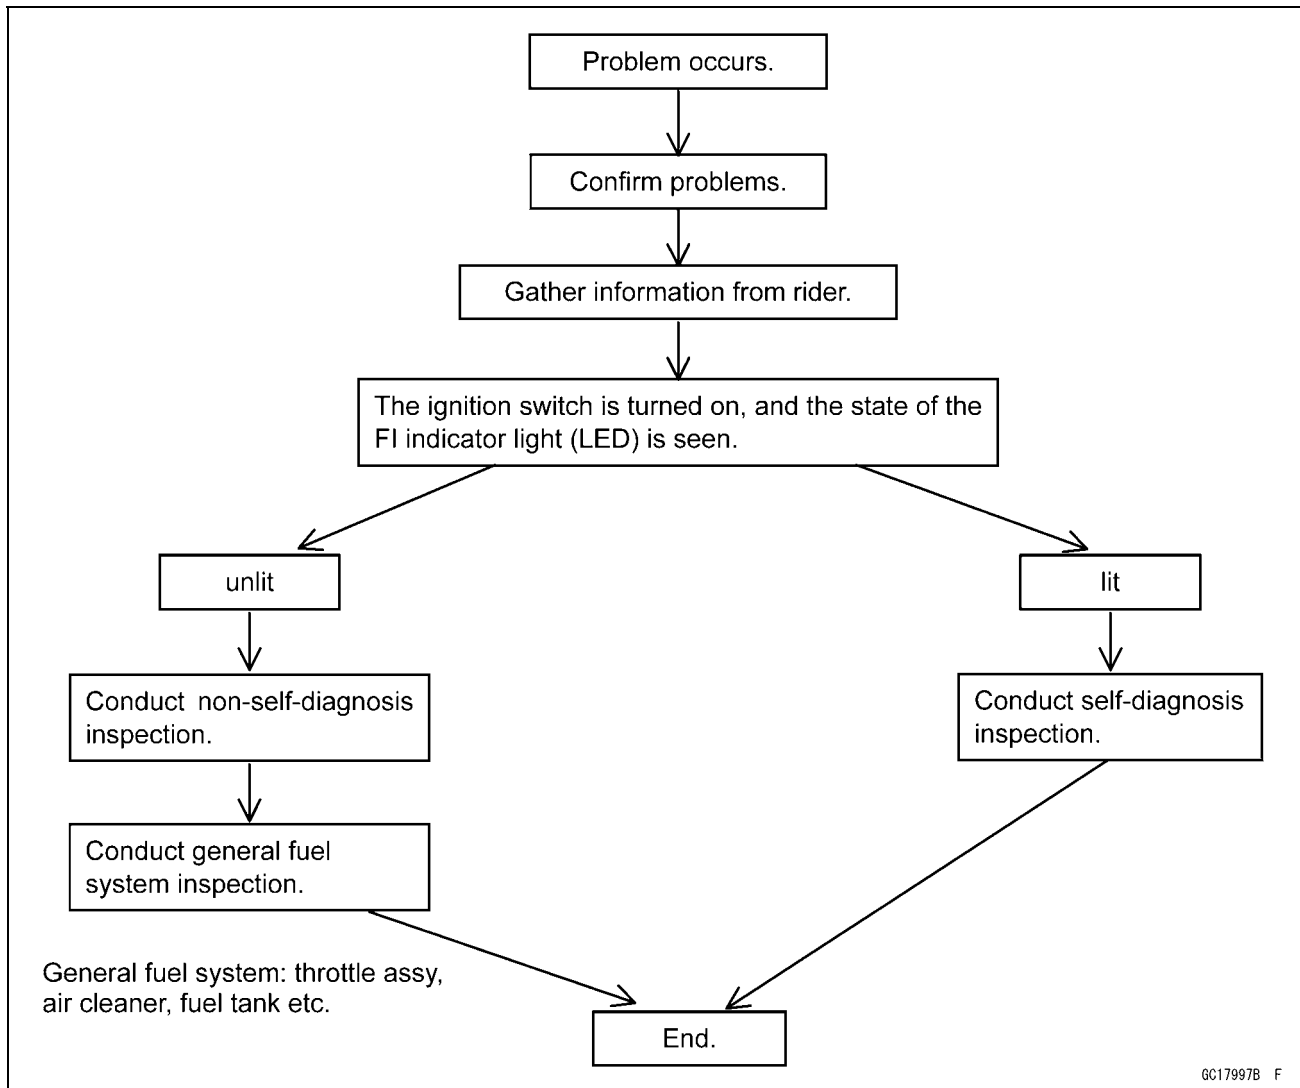 Problem occurs.
Confirm problems.
Gather information from rider.
The ignition switch is turned on, and the state of the
FI indicator light (LED) is seen.
unlit
lit
Conduct non-self-diagnosis
inspection.
Conduct self-diagnosis
inspection.
Conduct general fuel
system inspection.
General fuel system: throttle assy,
air cleaner, fuel tank etc.
End.
GC17997B F